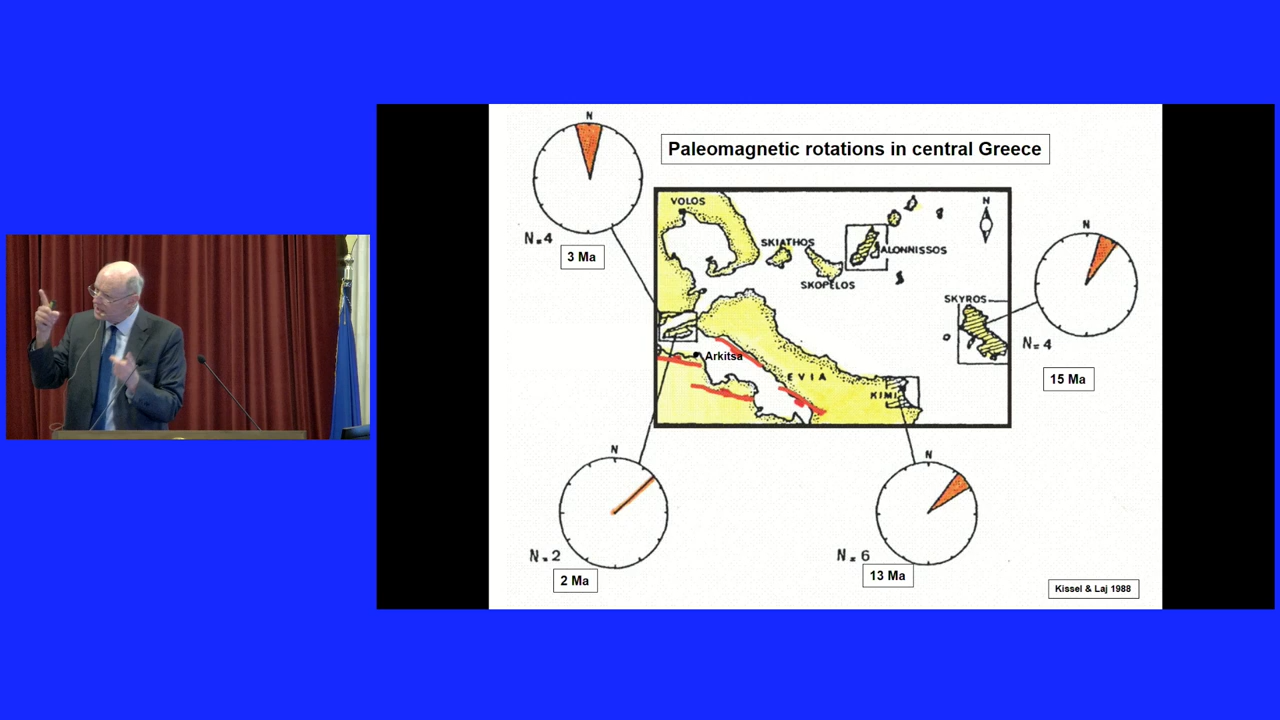 Paleomagnetic rotations in central Greece
N
N=4
3 Ma
VOLOS
SKIATHOS
SKOPELOS
ALONNISSOS
N
SKYROS
Arkitsa
EVIA
KIMI
N
N=4
15 Ma
N
N=2
2 Ma
N
N=6
13 Ma
Kissel & Laj 1988